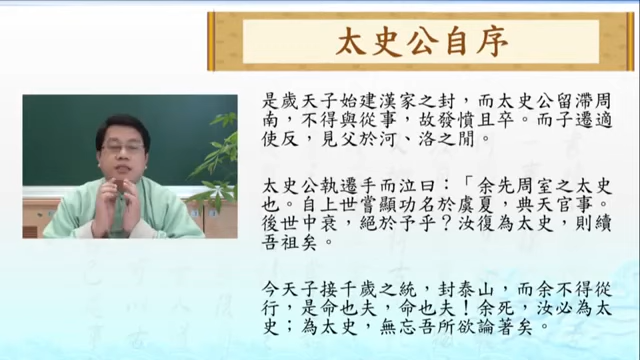 太史公自序
是歲天子始建漢家之封，而太史公留滯周
南，不得與從事，故發憤且卒。而子遷適
使反，見父於河、洛之閒。
太史公執遷手而泣曰：「余先周室之太史
也。自上世嘗顯功名於虞夏，典天官事。
後世中衰，絕於予乎？汝復為太史，則續
吾祖矣。
今天子接千歲之統，封泰山，而余不得從
行，是命也夫，命也夫！余死，汝必為太
史；為太史，無忘吾所欲論著矣。